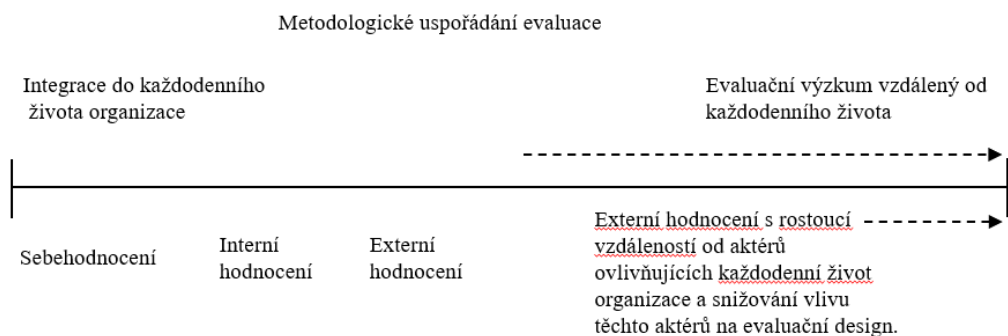 Metodologické uspořádání evaluace
Integrace do každodenního
života organizace
Evaluační výzkum vzdálený od
každodenního života
Sebehodnocení
Interní
hodnocení
Externí
hodnocení
Externí hodnocení s rostoucí
vzdáleností od aktérů
ovlivňujících každodenní život
organizace a snižování vlivu
těchto aktérů na evaluační design.